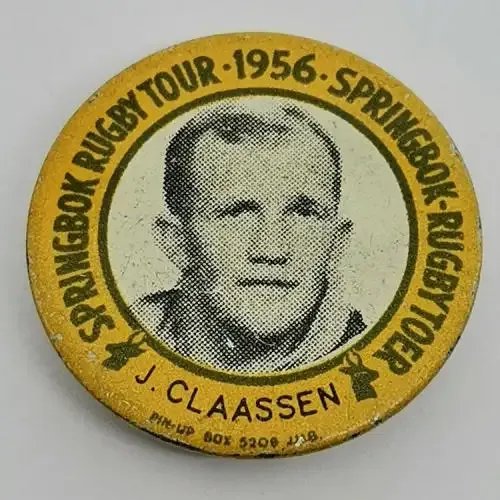 SPRINGBOK RUGBY TOUR · 1956 · SPRINGBOK-RUGBYTOER
J. CLAASSEN
PIN-UP BOX 5208 JHB.